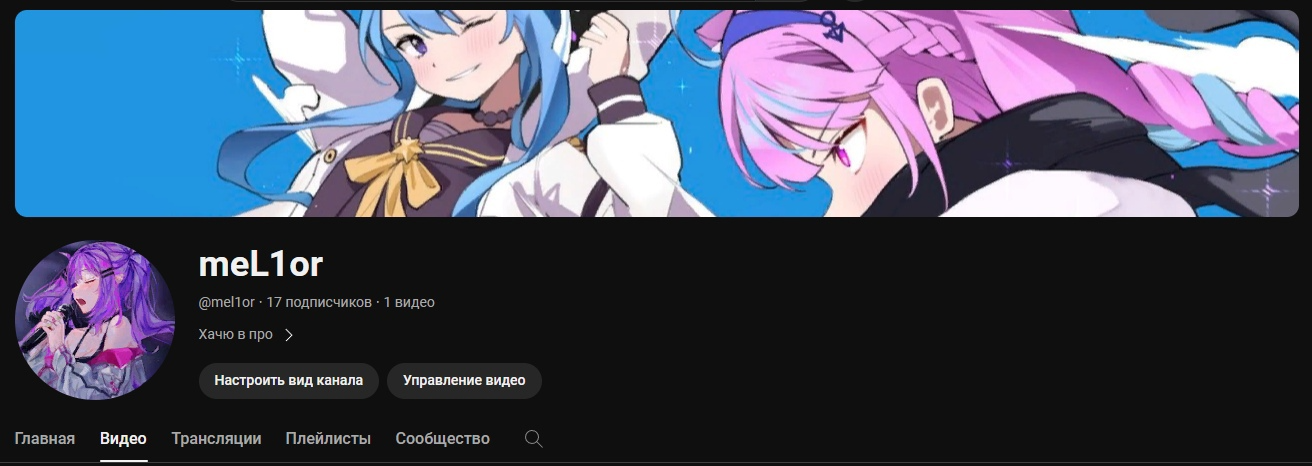 meL1or
@mel1or · 17 подписчиков · 1 видео
Хачю в про
Настроить вид канала Управление видео
Главная Видео Трансляции Плейлисты Сообщество